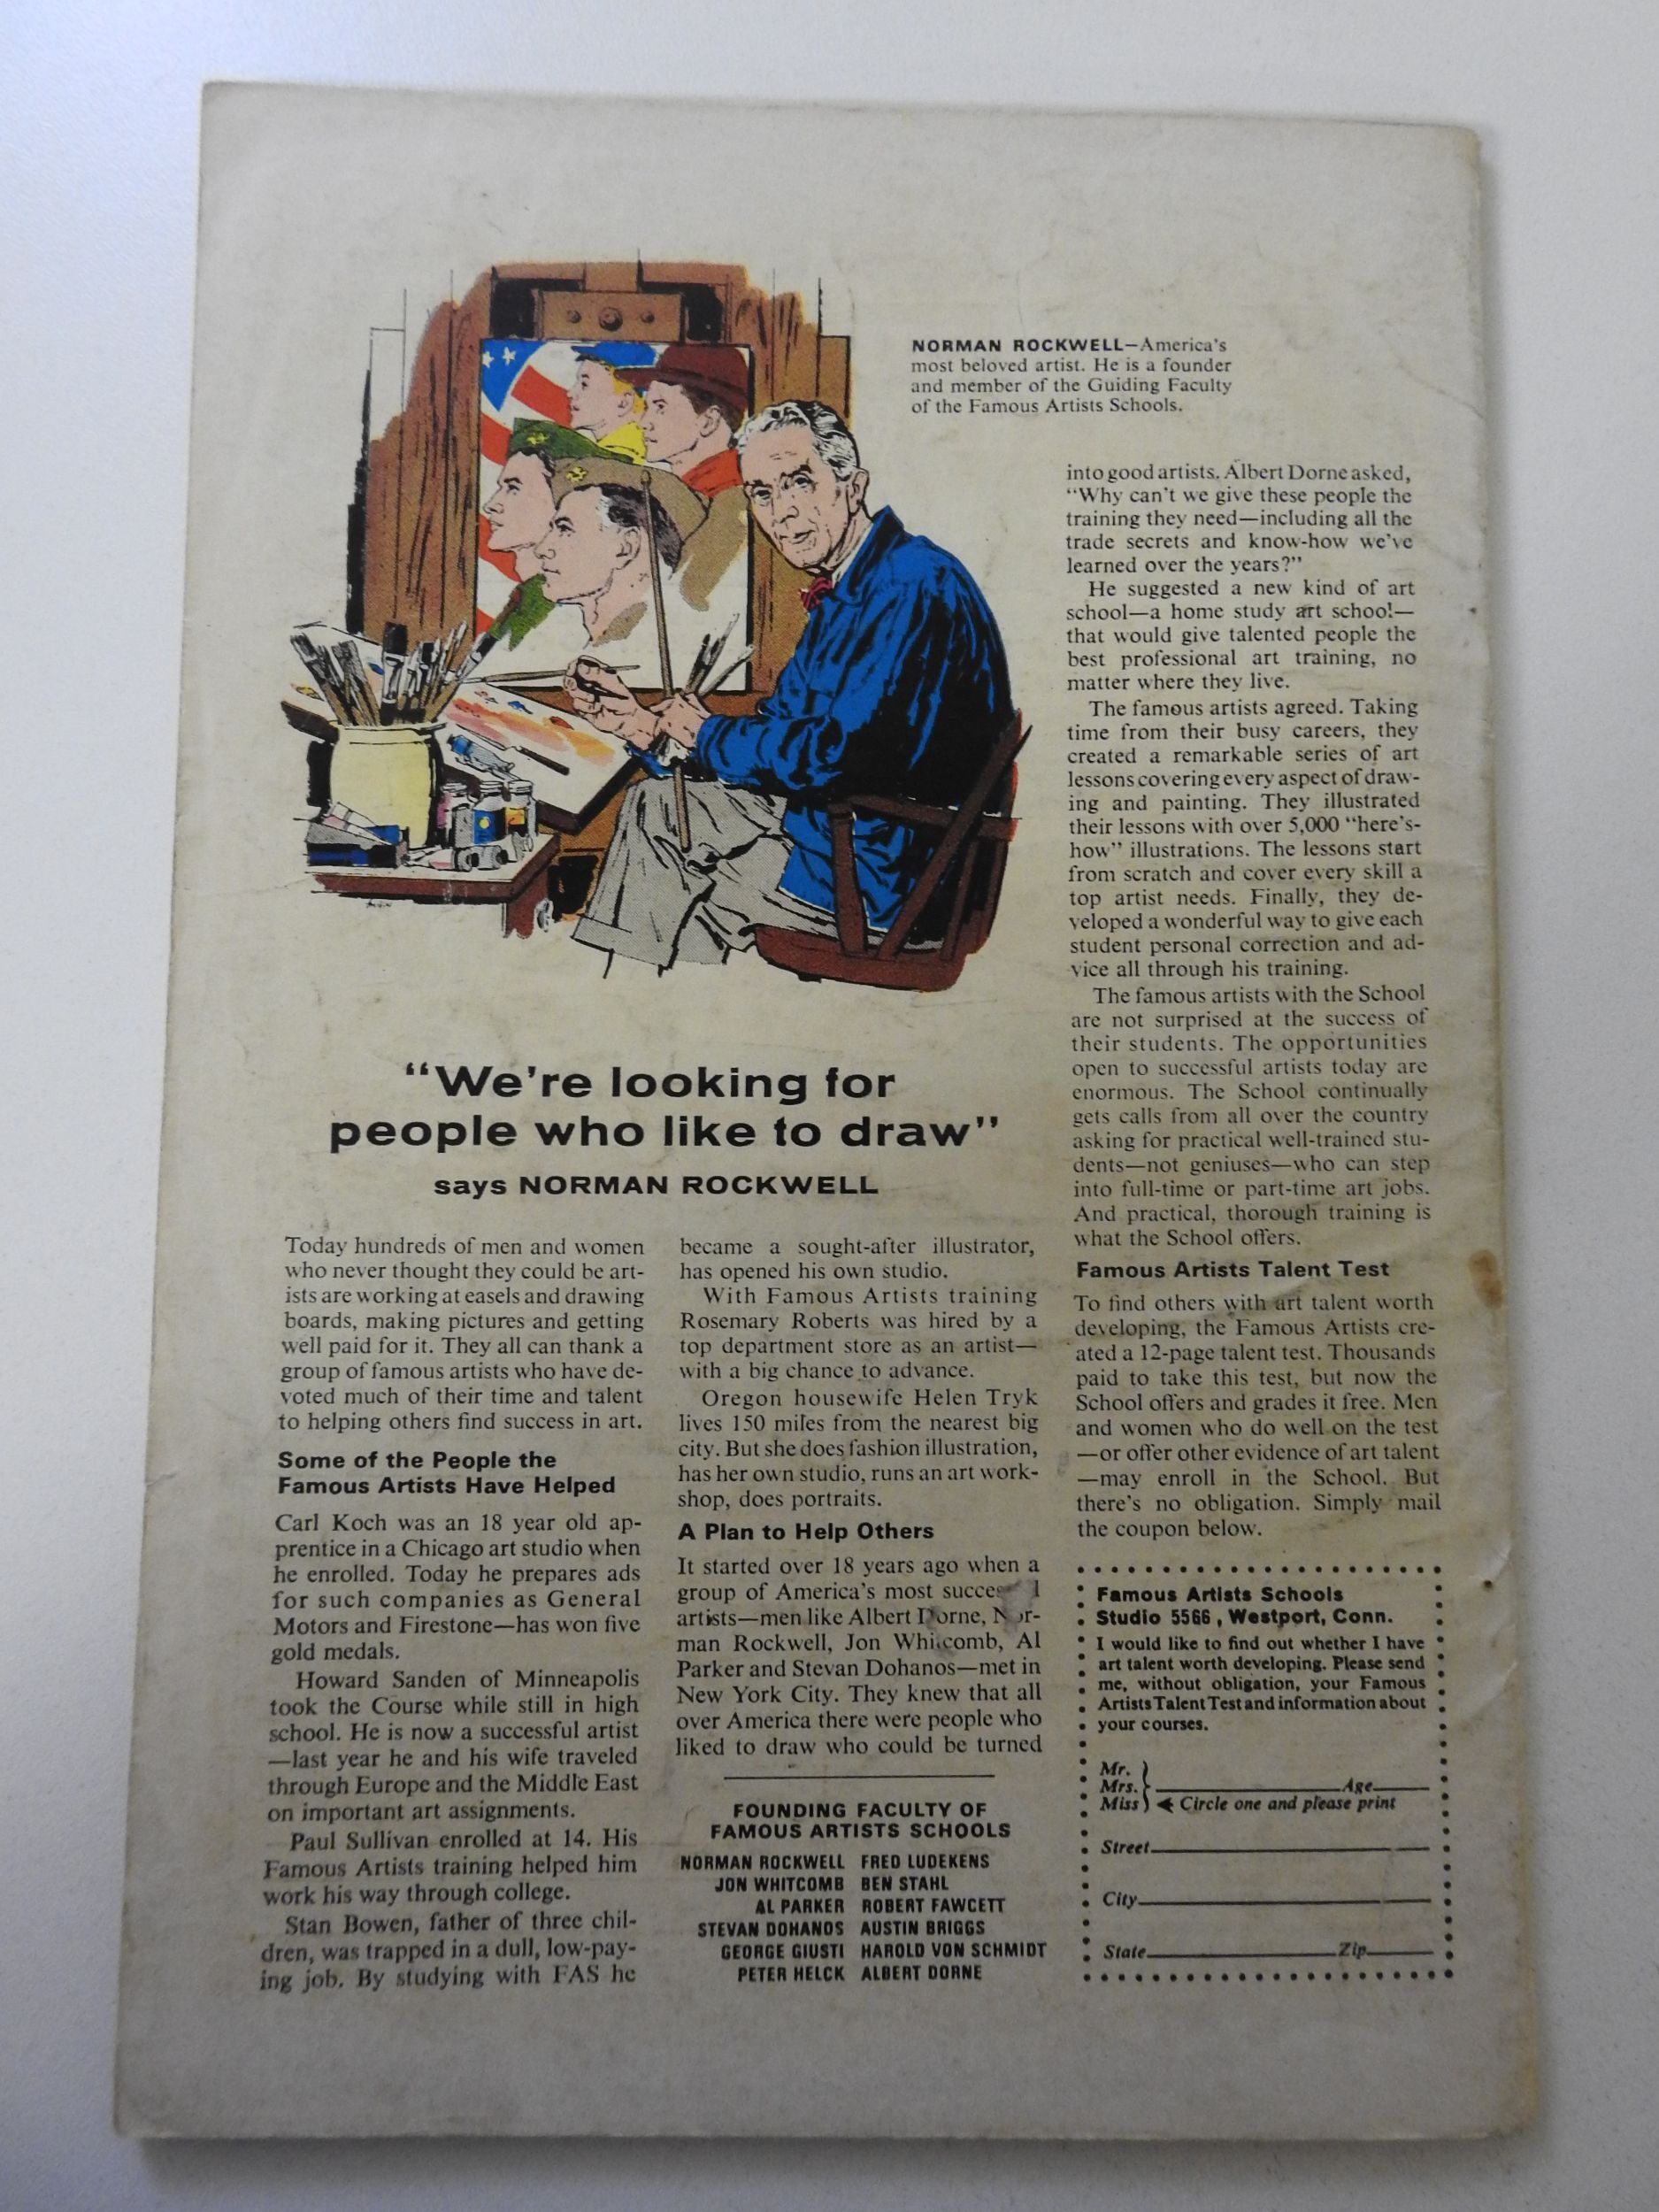 NORMAN ROCKWELL—America's
most beloved artist. He is a founder
and member of the Guiding Faculty
of the Famous Artists Schools.
"We're looking for
people who like to draw"
says NORMAN ROCKWELL
Today hundreds of men and women
who never thought they could be art-
ists are working at easels and drawing
boards, making pictures and getting
well paid for it. They all can thank a
group of famous artists who have de-
voted much of their time and talent
to helping others find success in art.
Some of the People the
Famous Artists Have Helped
Carl Koch was an 18 year old ap-
prentice in a Chicago art studio when
he enrolled. Today he prepares ads
for such companies as General
Motors and Firestone—has won five
gold medals.
Howard Sanden of Minneapolis
took the Course while still in high
school. He is now a successful artist
—last year he and his wife traveled
through Europe and the Middle East
on important art assignments.
Paul Sullivan enrolled at 14. His
Famous Artists training helped him
work his way through college.
Stan Bowen, father of three chil-
dren, was trapped in a dull, low-pay-
ing job. By studying with FAS he
became a sought-after illustrator,
has opened his own studio.
With Famous Artists training
Rosemary Roberts was hired by a
top department store as an artist—
with a big chance to advance.
Oregon housewife Helen Tryk
lives 150 miles from the nearest big
city. But she does fashion illustration,
has her own studio, runs an art work-
shop, does portraits.
A Plan to Help Others
It started over 18 years ago when a
group of America's most
artists—men like Albert Dorne, Nor-
man Rockwell, Jon Whitcomb, Al
Parker and Stevan Dohanos—met in
New York City. They knew that all
over America there were people who
liked to draw who could be turned
FOUNDING FACULTY OF
FAMOUS ARTISTS SCHOOLS
NORMAN ROCKWELL FRED LUDEKENS
JON WHITCOMB BEN STAHL
AL PARKER ROBERT FAWCETT
STEVAN DOHANOS AUSTIN BRIGGS
GEORGE GIUSTI HAROLD VON SCHMIDT
PETER HELCK ALBERT DORNE
into good artists. Albert Dorne asked,
"Why can't we give these people the
training they need—including all the
trade secrets and know-how we've
learned over the years?"
He suggested a new kind of art
school—a home study art school—
that would give talented people the
best professional art training, no
matter where they live.
The famous artists agreed. Taking
time from their busy careers, they
created a remarkable series of art
lessons covering every aspect of draw-
ing and painting. They illustrated
their lessons with over 5,000 "here's-
how" illustrations. The lessons start
from scratch and cover every skill a
top artist needs. Finally, they de-
veloped a wonderful way to give each
student personal correction and ad-
vice all through his training.
The famous artists with the School
are not surprised at the success of
their students. The opportunities
open to successful artists today are
enormous. The School continually
gets calls from all over the country
asking for practical well-trained stu-
dents—not geniuses—who can step
into full-time or part-time art jobs.
And practical, thorough training is
what the School offers.
Famous Artists Talent Test
To find others with art talent worth
developing, the Famous Artists cre-
ated a 12-page talent test. Thousands
paid to take this test, but now the
School offers and grades it free. Men
and women who do well on the test
—or offer other evidence of art talent
—may enroll in the School. But
there's no obligation. Simply mail
the coupon below.
Famous Artists Schools
Studio 5566, Westport, Conn.
I would like to find out whether I have
art talent worth developing. Please send
me, without obligation, your Famous
Artists Talent Test and information about
your courses.
Mr.
Mrs. Age
Miss Circle one and please print
Street
City
State Zip